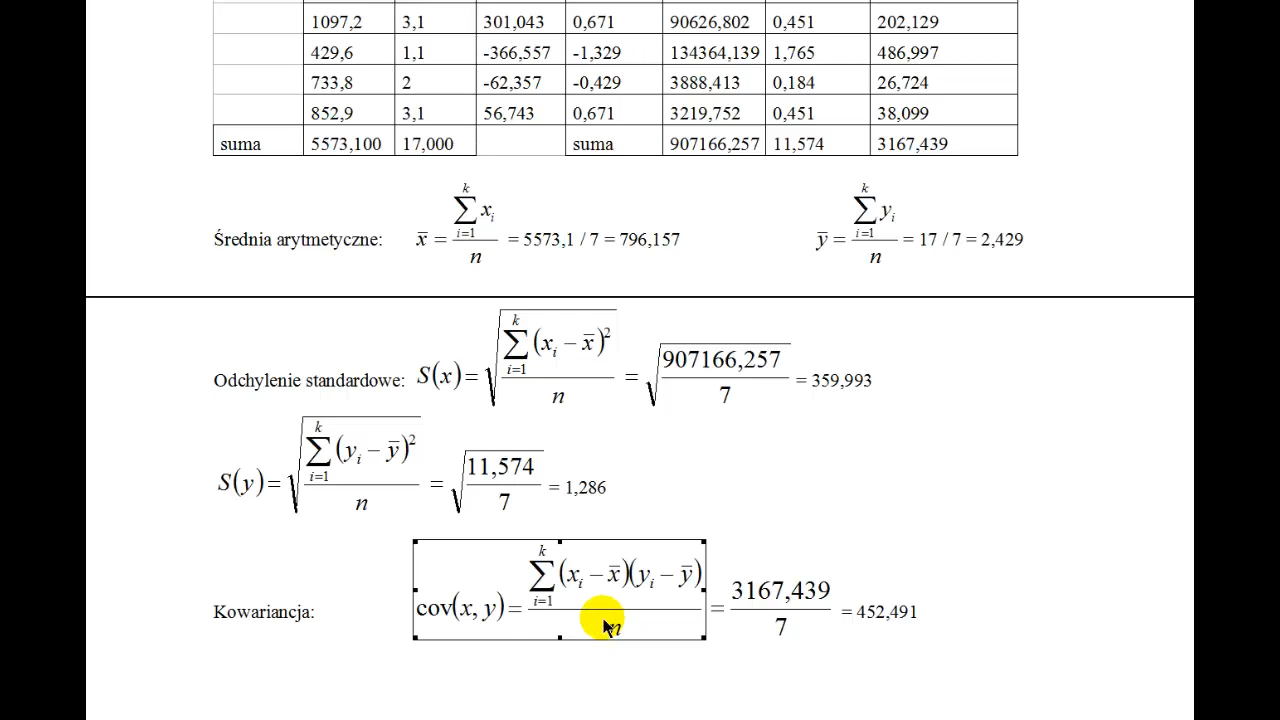 1097,2 3,1 301,043 0,671 90626,802 0,451 202,129
429,6 1,1 -366,557 -1,329 134364,139 1,765 486,997
733,8 2 -62,357 -0,429 3888,413 0,184 26,724
852,9 3,1 56,743 0,671 3219,752 0,451 38,099
suma 5573,100 17,000 suma 907166,257 11,574 3167,439
Średnia arytmetyczne: x̄ = ∑_{i=1}^{k} x_i / n = 5573,1 / 7 = 796,157 ȳ = ∑_{i=1}^{k} y_i / n = 17 / 7 = 2,429
Odchylenie standardowe: S(x) = √(∑_{i=1}^{k} (x_i − x̄)² / n) = √(907166,257 / 7) = 359,993
S(y) = √(∑_{i=1}^{k} (y_i − ȳ)² / n) = √(11,574 / 7) = 1,286
Kowariancja: cov(x, y) = ∑_{i=1}^{k} (x_i − x̄)(y_i − ȳ) / n = 3167,439 / 7 = 452,491